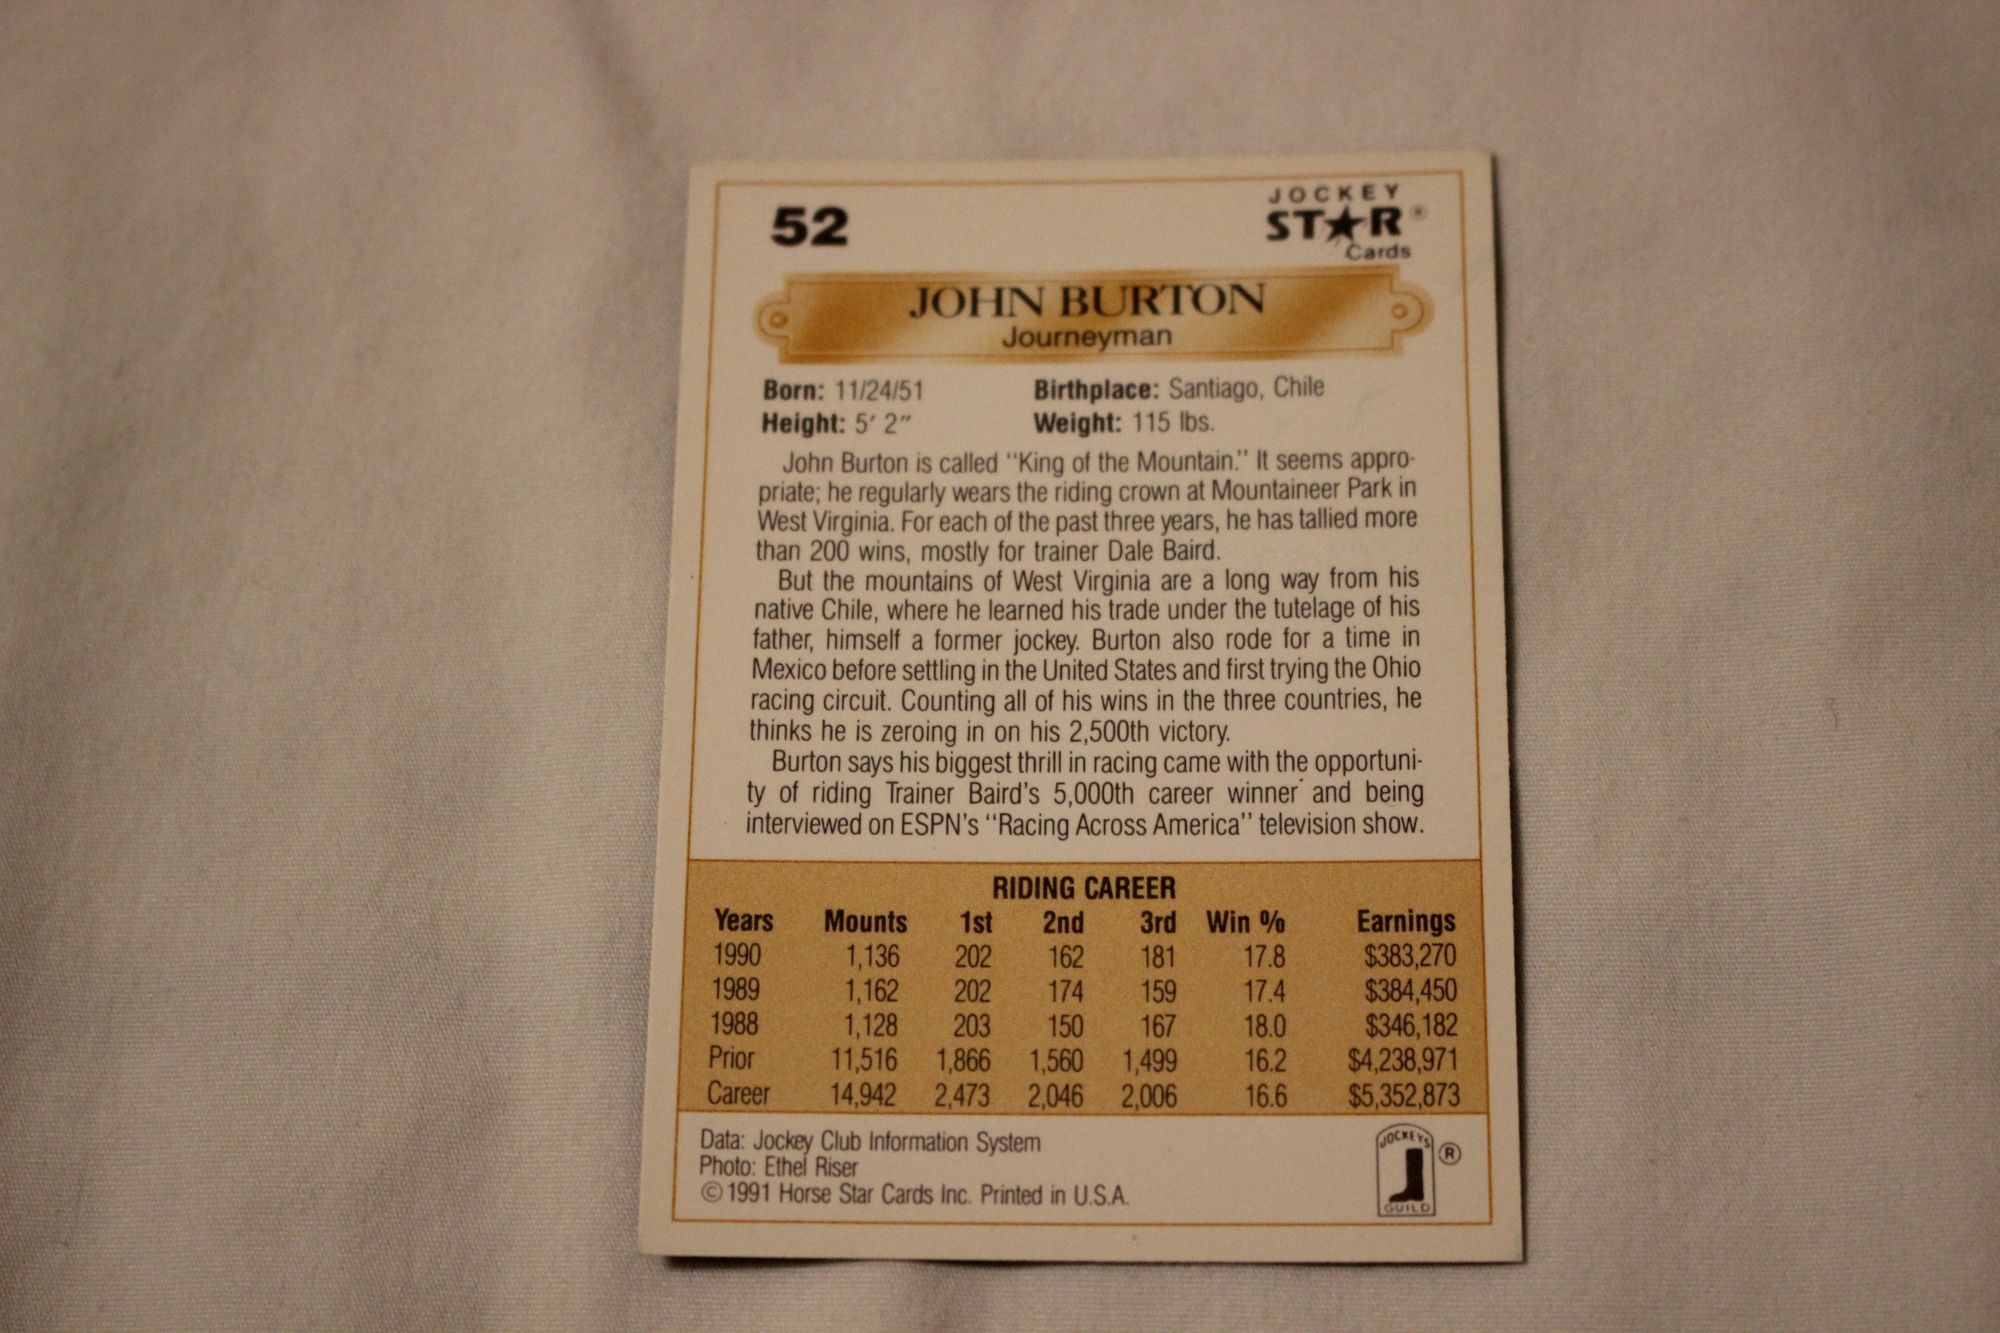 52
JOCKEY
ST★R®
Cards
JOHN BURTON
Journeyman
Born: 11/24/51 Birthplace: Santiago, Chile
Height: 5′ 2″ Weight: 115 lbs.
John Burton is called “King of the Mountain.” It seems appro-
priate; he regularly wears the riding crown at Mountaineer Park in
West Virginia. For each of the past three years, he has tallied more
than 200 wins, mostly for trainer Dale Baird.
But the mountains of West Virginia are a long way from his
native Chile, where he learned his trade under the tutelage of his
father, himself a former jockey. Burton also rode for a time in
Mexico before settling in the United States and first trying the Ohio
racing circuit. Counting all of his wins in the three countries, he
thinks he is zeroing in on his 2,500th victory.
Burton says his biggest thrill in racing came with the opportuni-
ty of riding Trainer Baird’s 5,000th career winner and being
interviewed on ESPN’s “Racing Across America” television show.
RIDING CAREER
Years Mounts 1st 2nd 3rd Win % Earnings
1990 1,136 202 162 181 17.8 $383,270
1989 1,162 202 174 159 17.4 $384,450
1988 1,128 203 150 167 18.0 $346,182
Prior 11,516 1,866 1,560 1,499 16.2 $4,238,971
Career 14,942 2,473 2,046 2,006 16.6 $5,352,873
Data: Jockey Club Information System
Photo: Ethel Riser
©1991 Horse Star Cards Inc. Printed in U.S.A.
JOCKEYS
GUILD ®